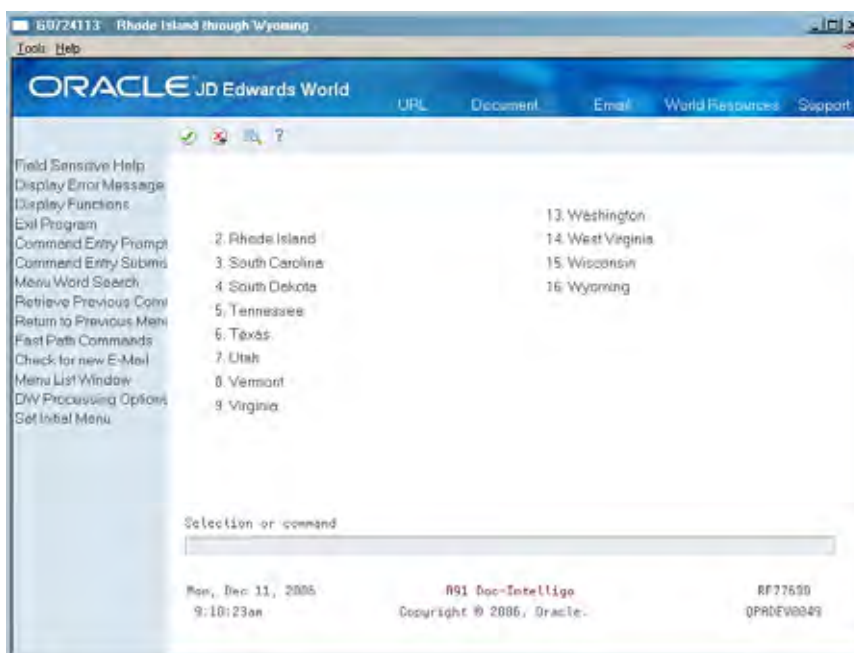 G0724113 Rhode Island through Wyoming
Tools Help
ORACLE JD Edwards World
URL Document Email World Resources Support
Field Sensitive Help
Display Error Message
Display Functions
Exit Program
Command Entry Prompt
Command Entry Submis
Menu Word Search
Retrieve Previous Com
Return to Previous Men
Fast Path Commands
Check for new E-Mail
Menu List Window
DW Processing Options
Set Initial Menu
2. Rhode Island
3. South Carolina
4. South Dakota
5. Tennessee
6. Texas
7. Utah
8. Vermont
9. Virginia
13. Washington
14. West Virginia
15. Wisconsin
16. Wyoming
Selection or command
Mon, Dec 11, 2006 A91 Doc-Intelligo RF77690
9:10:23am Copyright © 2006, Oracle. QPADEV0049